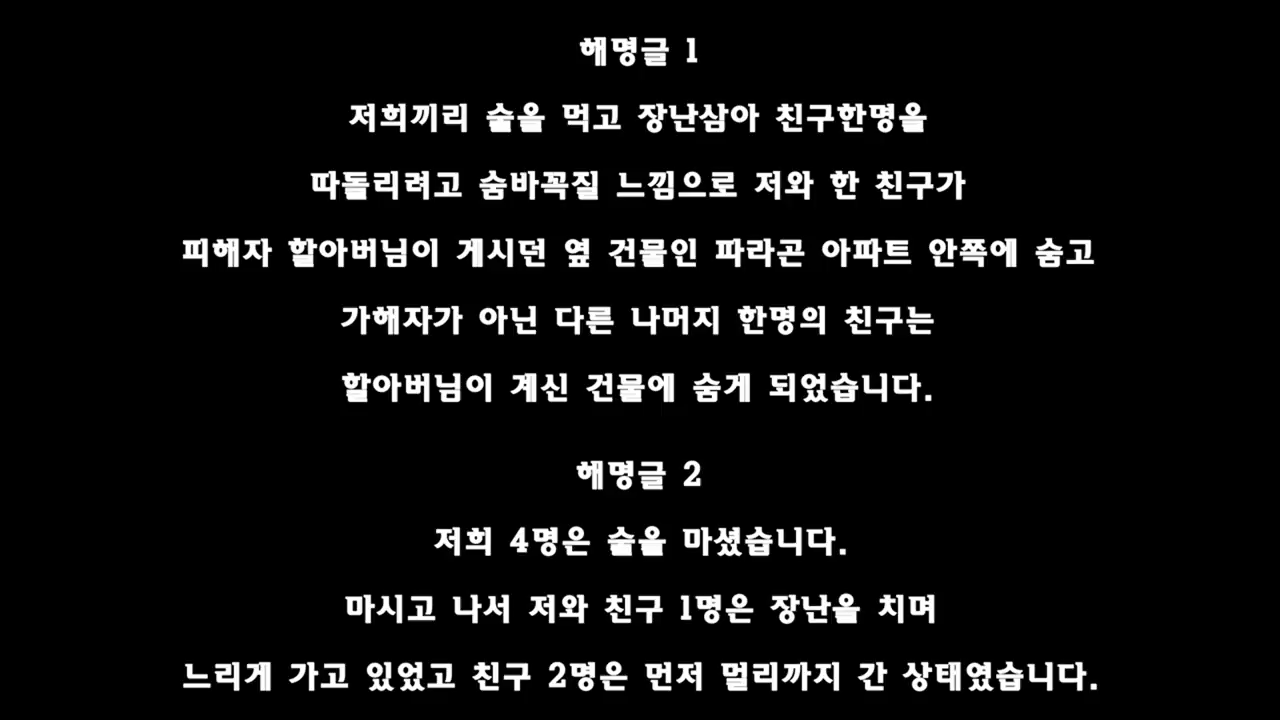 해명글 1
저희끼리 술을 먹고 장난삼아 친구한명을
따돌리려고 숨바꼭질 느낌으로 저와 한 친구가
피해자 할아버님이 게시던 옆 건물인 파라곤 아파트 안쪽에 숨고
가해자가 아닌 다른 나머지 한명의 친구는
할아버님이 계신 건물에 숨게 되었습니다.
해명글 2
저희 4명은 술을 마셨습니다.
마시고 나서 저와 친구 1명은 장난을 치며
느리게 가고 있었고 친구 2명은 먼저 멀리까지 간 상태였습니다.